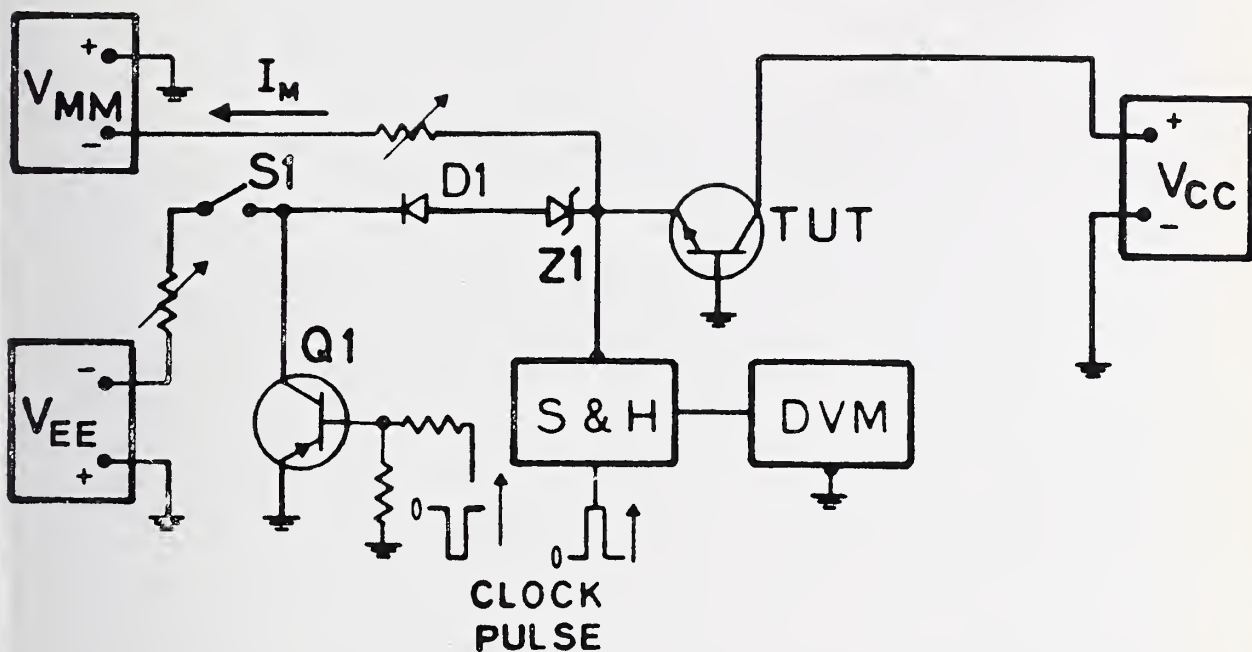 +
V_MM
−
I_M
S1
D1
Z1
TUT
+
V_CC
−
−
V_EE
+
Q1
S & H
DVM
0
0
CLOCK
PULSE